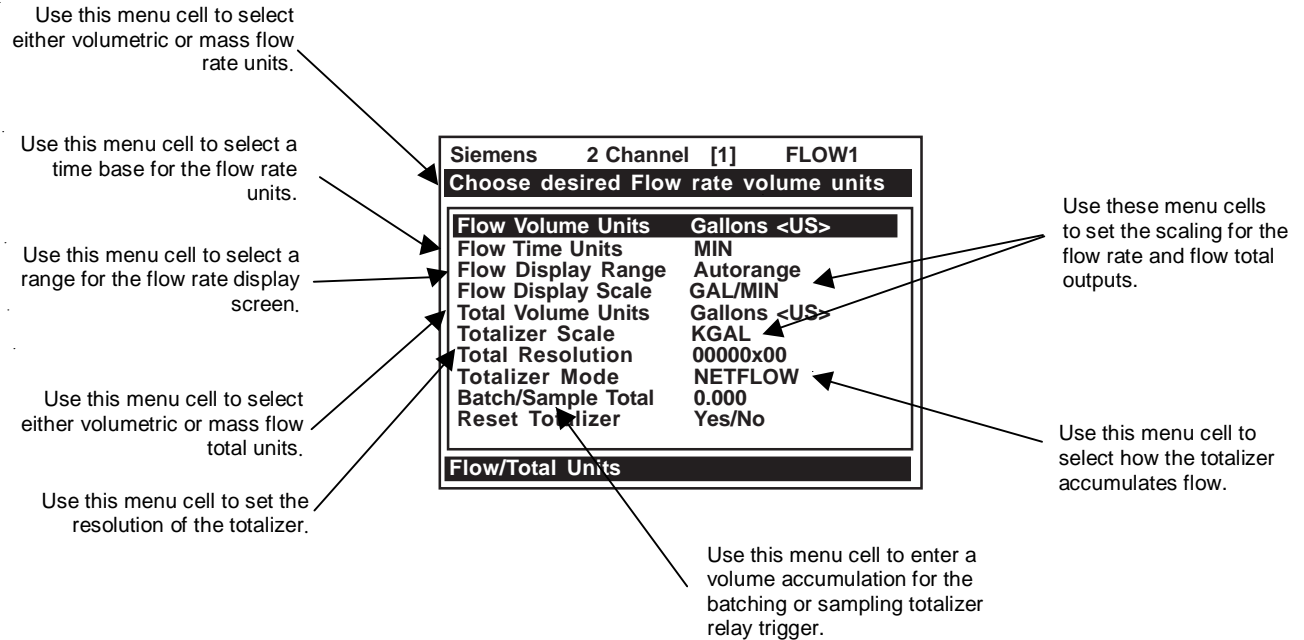 Use this menu cell to select
either volumetric or mass flow
rate units.
Use this menu cell to select a
time base for the flow rate
units.
Use this menu cell to select a
range for the flow rate display
screen.
Use this menu cell to select
either volumetric or mass flow
total units.
Use this menu cell to set the
resolution of the totalizer.
Siemens 2 Channel [1] FLOW1
Choose desired Flow rate volume units
Flow Volume Units Gallons <US>
Flow Time Units MIN
Flow Display Range Autorange
Flow Display Scale GAL/MIN
Total Volume Units Gallons <US>
Totalizer Scale KGAL
Total Resolution 00000x00
Totalizer Mode NETFLOW
Batch/Sample Total 0.000
Reset Totalizer Yes/No
Flow/Total Units
Use these menu cells
to set the scaling for the
flow rate and flow total
outputs.
Use this menu cell to
select how the totalizer
accumulates flow.
Use this menu cell to enter a
volume accumulation for the
batching or sampling totalizer
relay trigger.